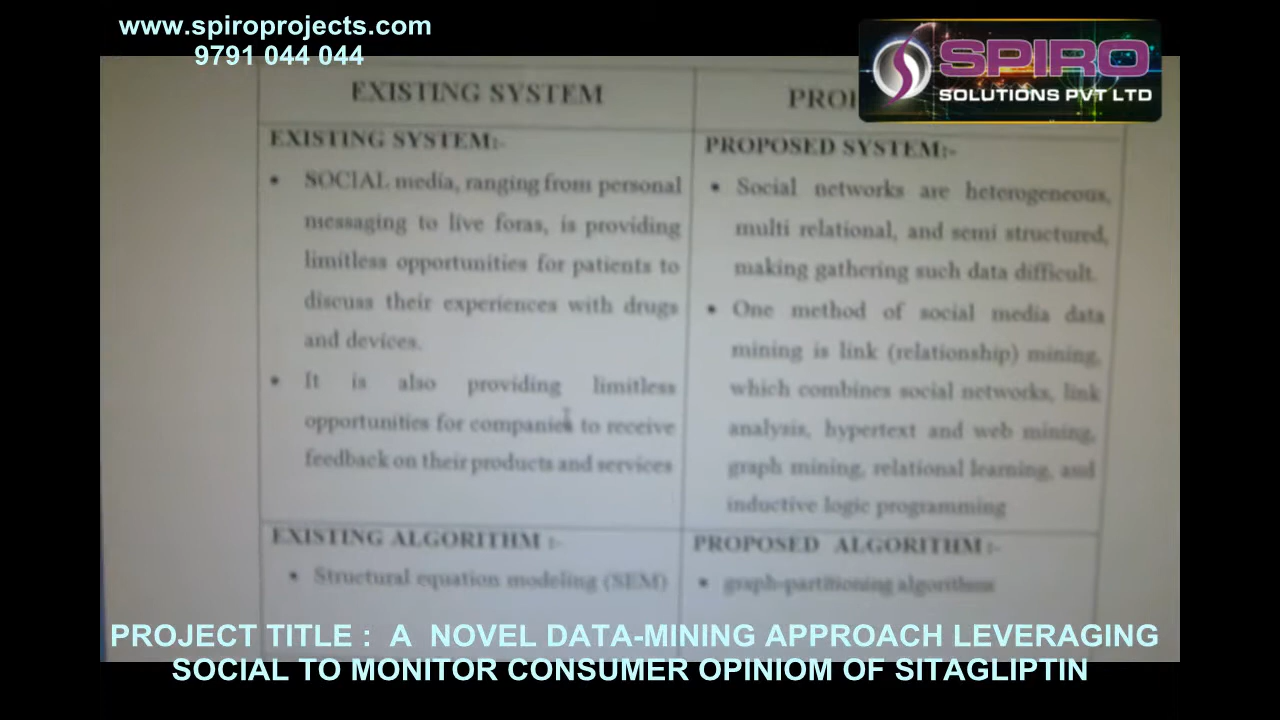 www.spiroprojects.com
9791 044 044
SPIRO
SOLUTIONS PVT LTD
EXISTING SYSTEM
EXISTING SYSTEM:-
• SOCIAL media, ranging from personal
messaging to live foras, is providing
limitless opportunities for patients to
discuss their experiences with drugs
and devices.
• It is also providing limitless
opportunities for companies to receive
feedback on their products and services
PROPOSED SYSTEM:-
• Social networks are heterogeneous,
multi relational, and semi structured,
making gathering such data difficult.
• One method of social media data
mining is link (relationship) mining,
which combines social networks, link
analysis, hypertext and web mining,
graph mining, relational learning, and
inductive logic programming
EXISTING ALGORITHM :-
• Structural equation modeling (SEM)
PROPOSED ALGORITHM:-
• graph-partitioning algorithms
PROJECT TITLE : A NOVEL DATA-MINING APPROACH LEVERAGING
SOCIAL TO MONITOR CONSUMER OPINIOM OF SITAGLIPTIN